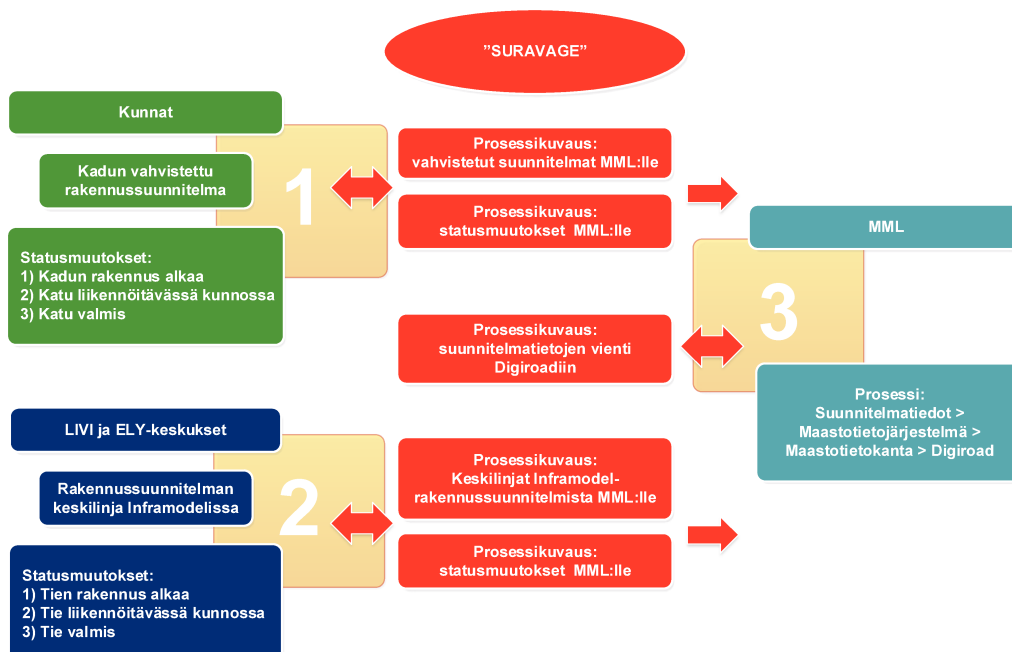 ”SURAVAGE”
Kunnat
Kadun vahvistettu
rakennussuunnitelma
Statusmuutokset:
1) Kadun rakennus alkaa
2) Katu liikennöitävässä kunnossa
3) Katu valmis
1
Prosessikuvaus:
vahvistetut suunnitelmat MML:lle
Prosessikuvaus:
statusmuutokset MML:lle
Prosessikuvaus:
suunnitelmatietojen vienti
Digiroadiin
MML
3
Prosessi:
Suunnitelmatiedot >
Maastotietojärjestelmä >
Maastotietokanta > Digiroad
LIVI ja ELY-keskukset
Rakennussuunnitelman
keskilinja Inframodelissa
Statusmuutokset:
1) Tien rakennus alkaa
2) Tie liikennöitävässä kunnossa
3) Tie valmis
2
Prosessikuvaus:
Keskilinjat Inframodel-
rakennussuunnitelmista MML:lle
Prosessikuvaus:
statusmuutokset MML:lle